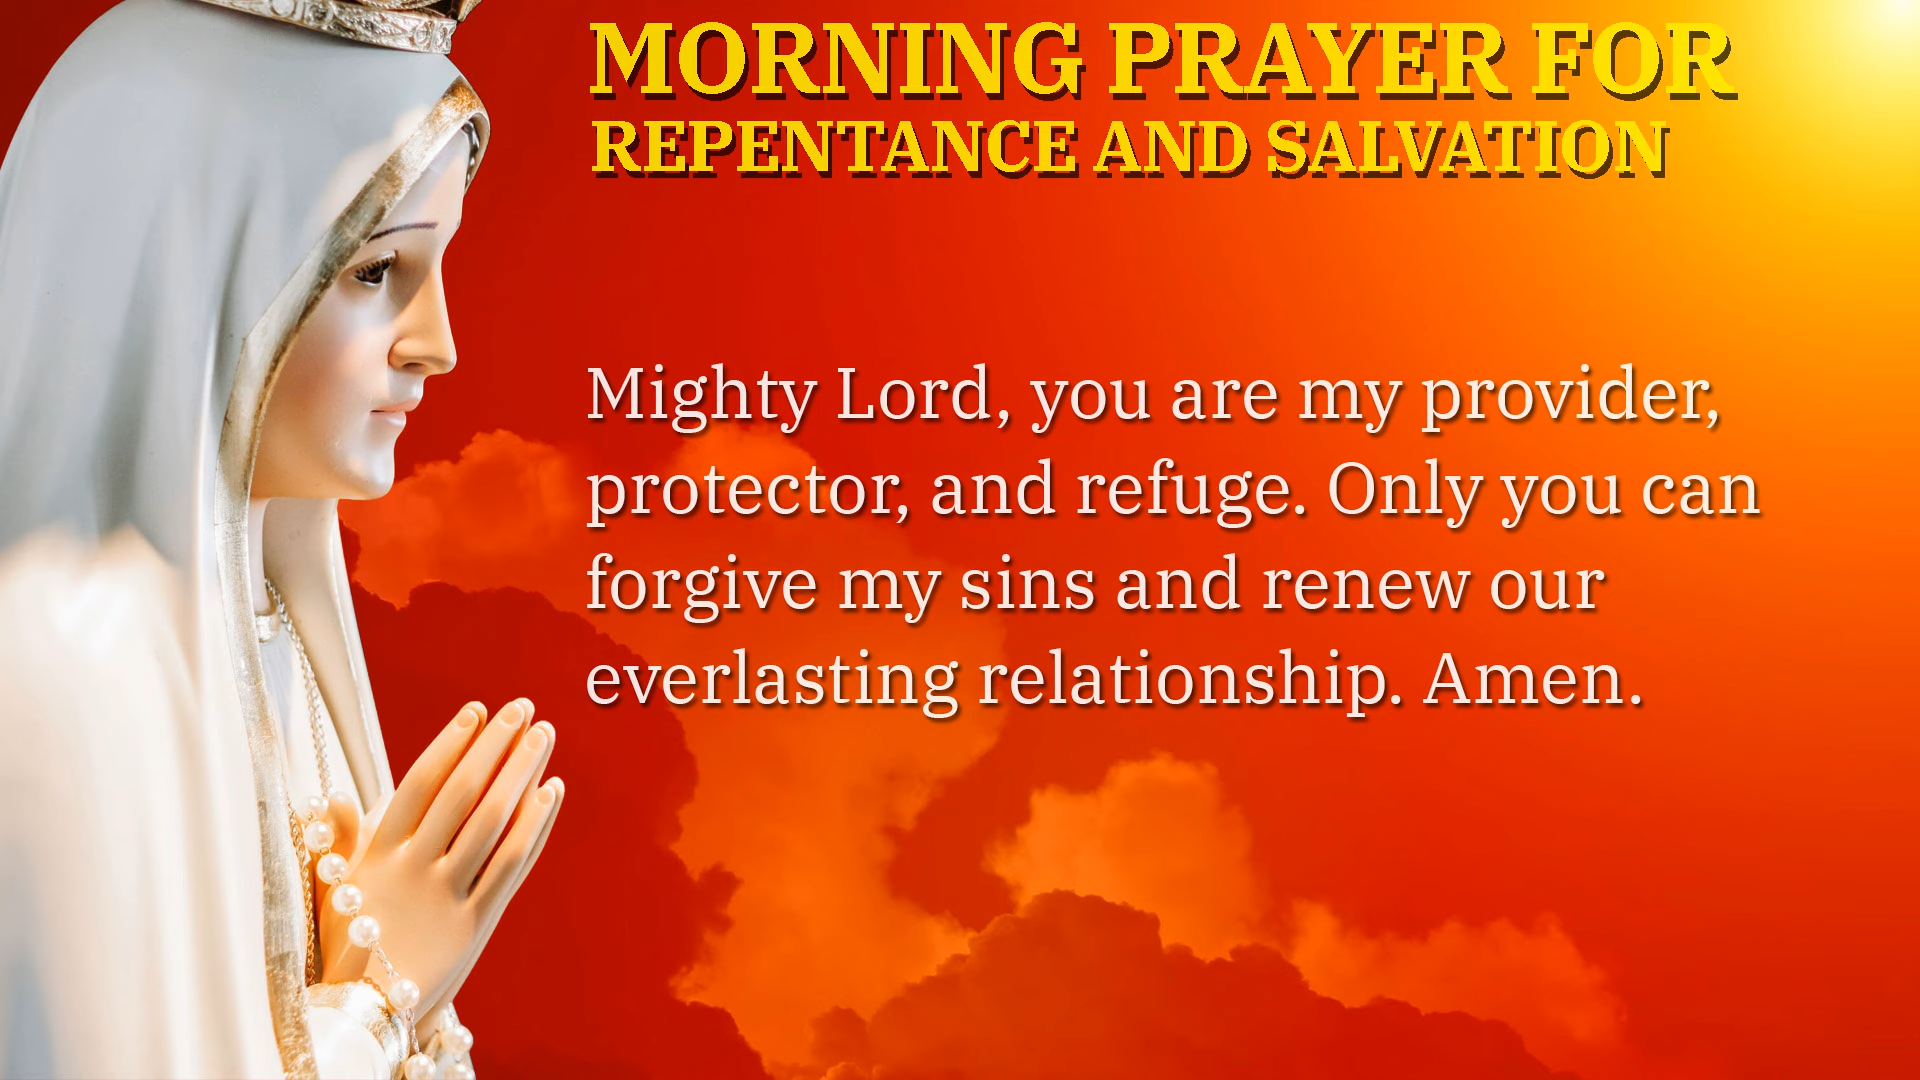 MORNING PRAYER FOR
REPENTANCE AND SALVATION
Mighty Lord, you are my provider,
protector, and refuge. Only you can
forgive my sins and renew our
everlasting relationship. Amen.